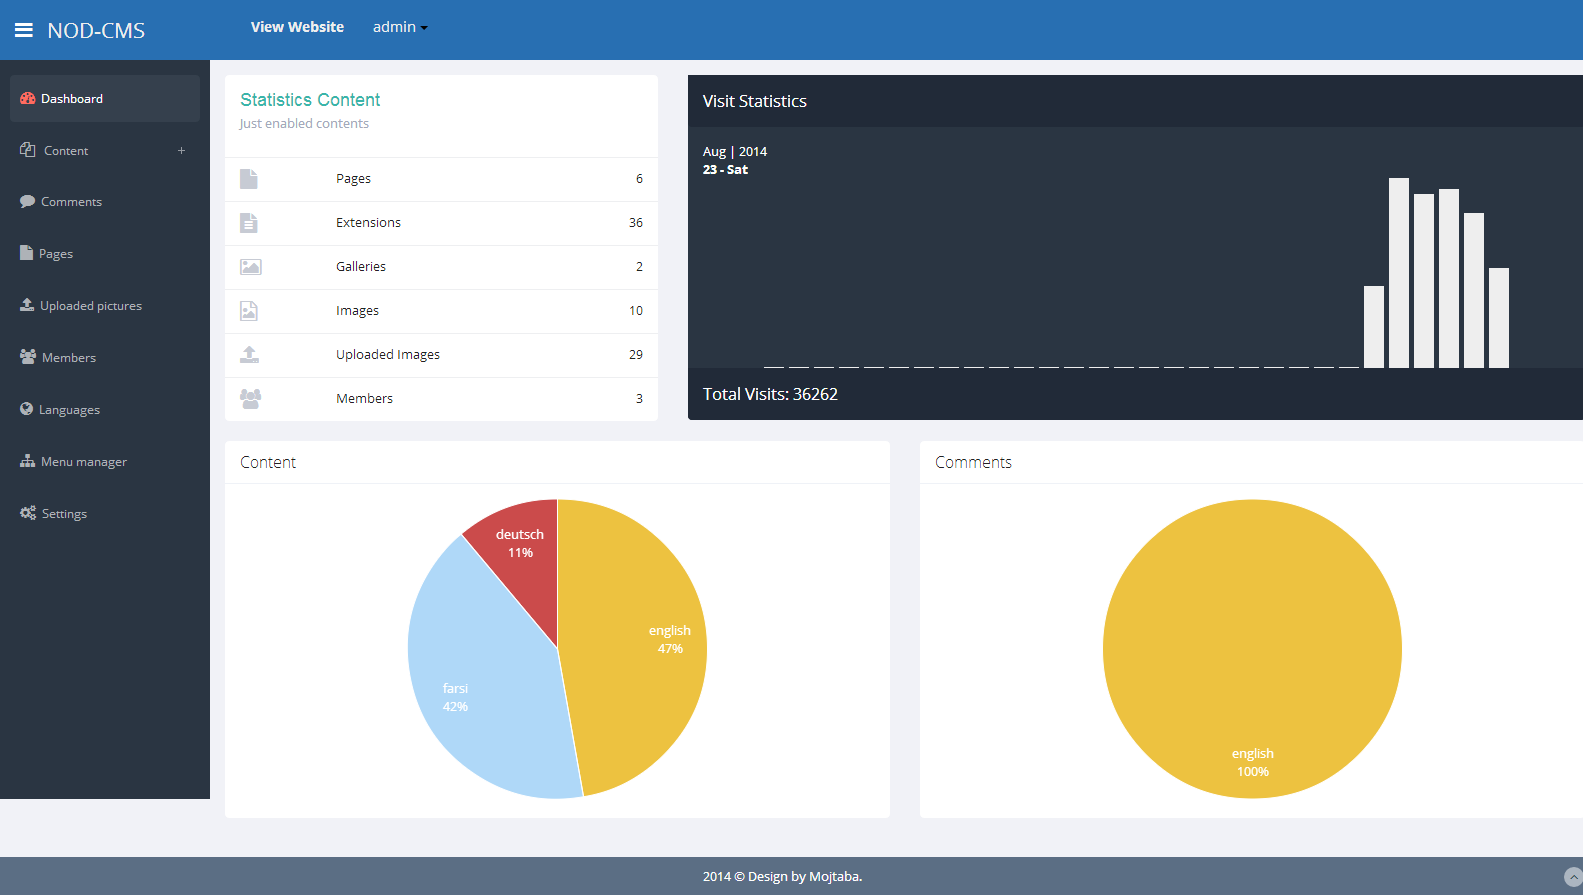 NOD-CMS
View Website
admin
Dashboard
Content +
Comments
Pages
Uploaded pictures
Members
Languages
Menu manager
Settings
Statistics Content
Just enabled contents
Pages 6
Extensions 36
Galleries 2
Images 10
Uploaded Images 29
Members 3
Visit Statistics
Aug | 2014
23 - Sat
Total Visits: 36262
Content
deutsch
11%
english
47%
farsi
42%
Comments
english
100%
2014 © Design by Mojtaba.